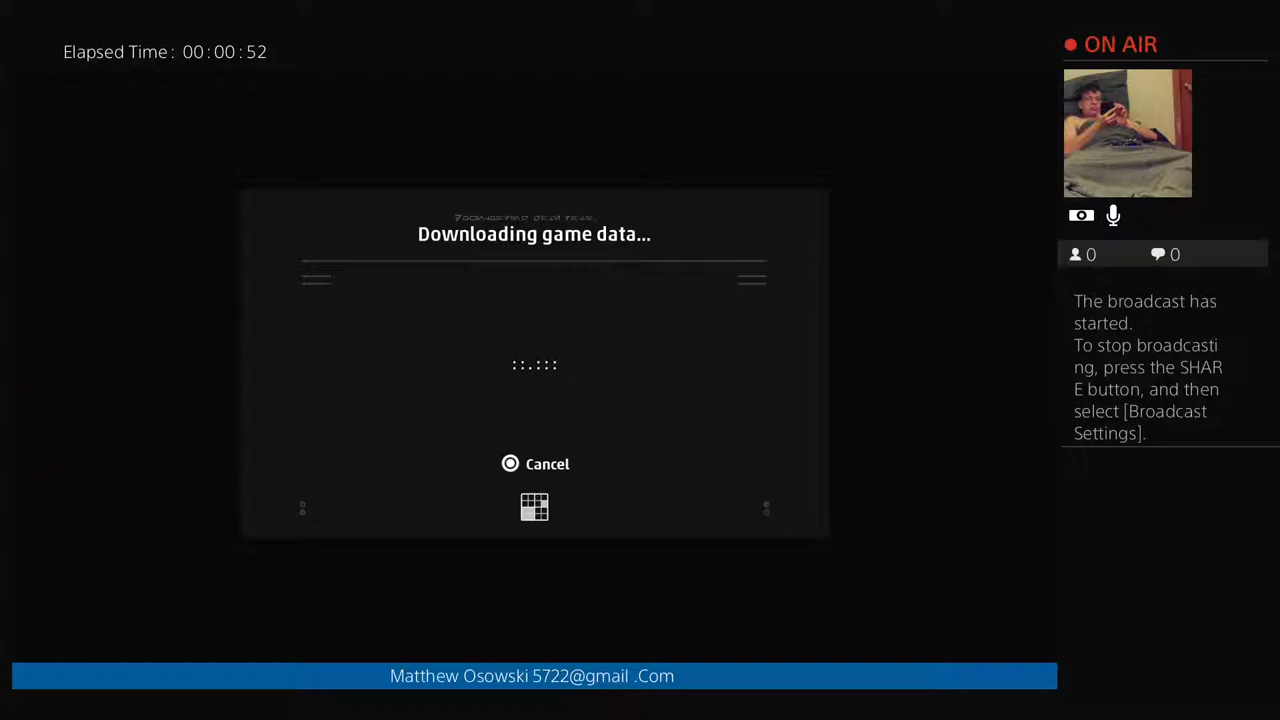 Elapsed Time: 00:00:52
ON AIR
Downloading game data...
Cancel
0 0
The broadcast has
started.
To stop broadcasti
ng, press the SHAR
E button, and then
select [Broadcast
Settings].
Matthew Osowski 5722@gmail .Com